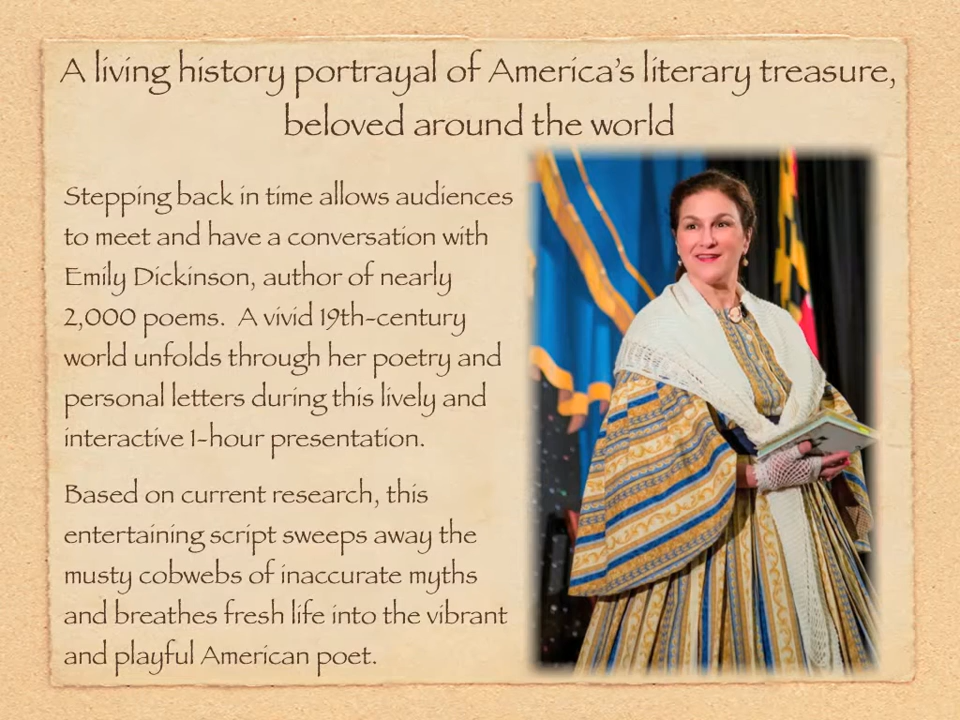 A living history portrayal of America's literary treasure,
beloved around the world
Stepping back in time allows audiences
to meet and have a conversation with
Emily Dickinson, author of nearly
2,000 poems.  A vivid 19th-century
world unfolds through her poetry and
personal letters during this lively and
interactive 1-hour presentation.
Based on current research, this
entertaining script sweeps away the
musty cobwebs of inaccurate myths
and breathes fresh life into the vibrant
and playful American poet.